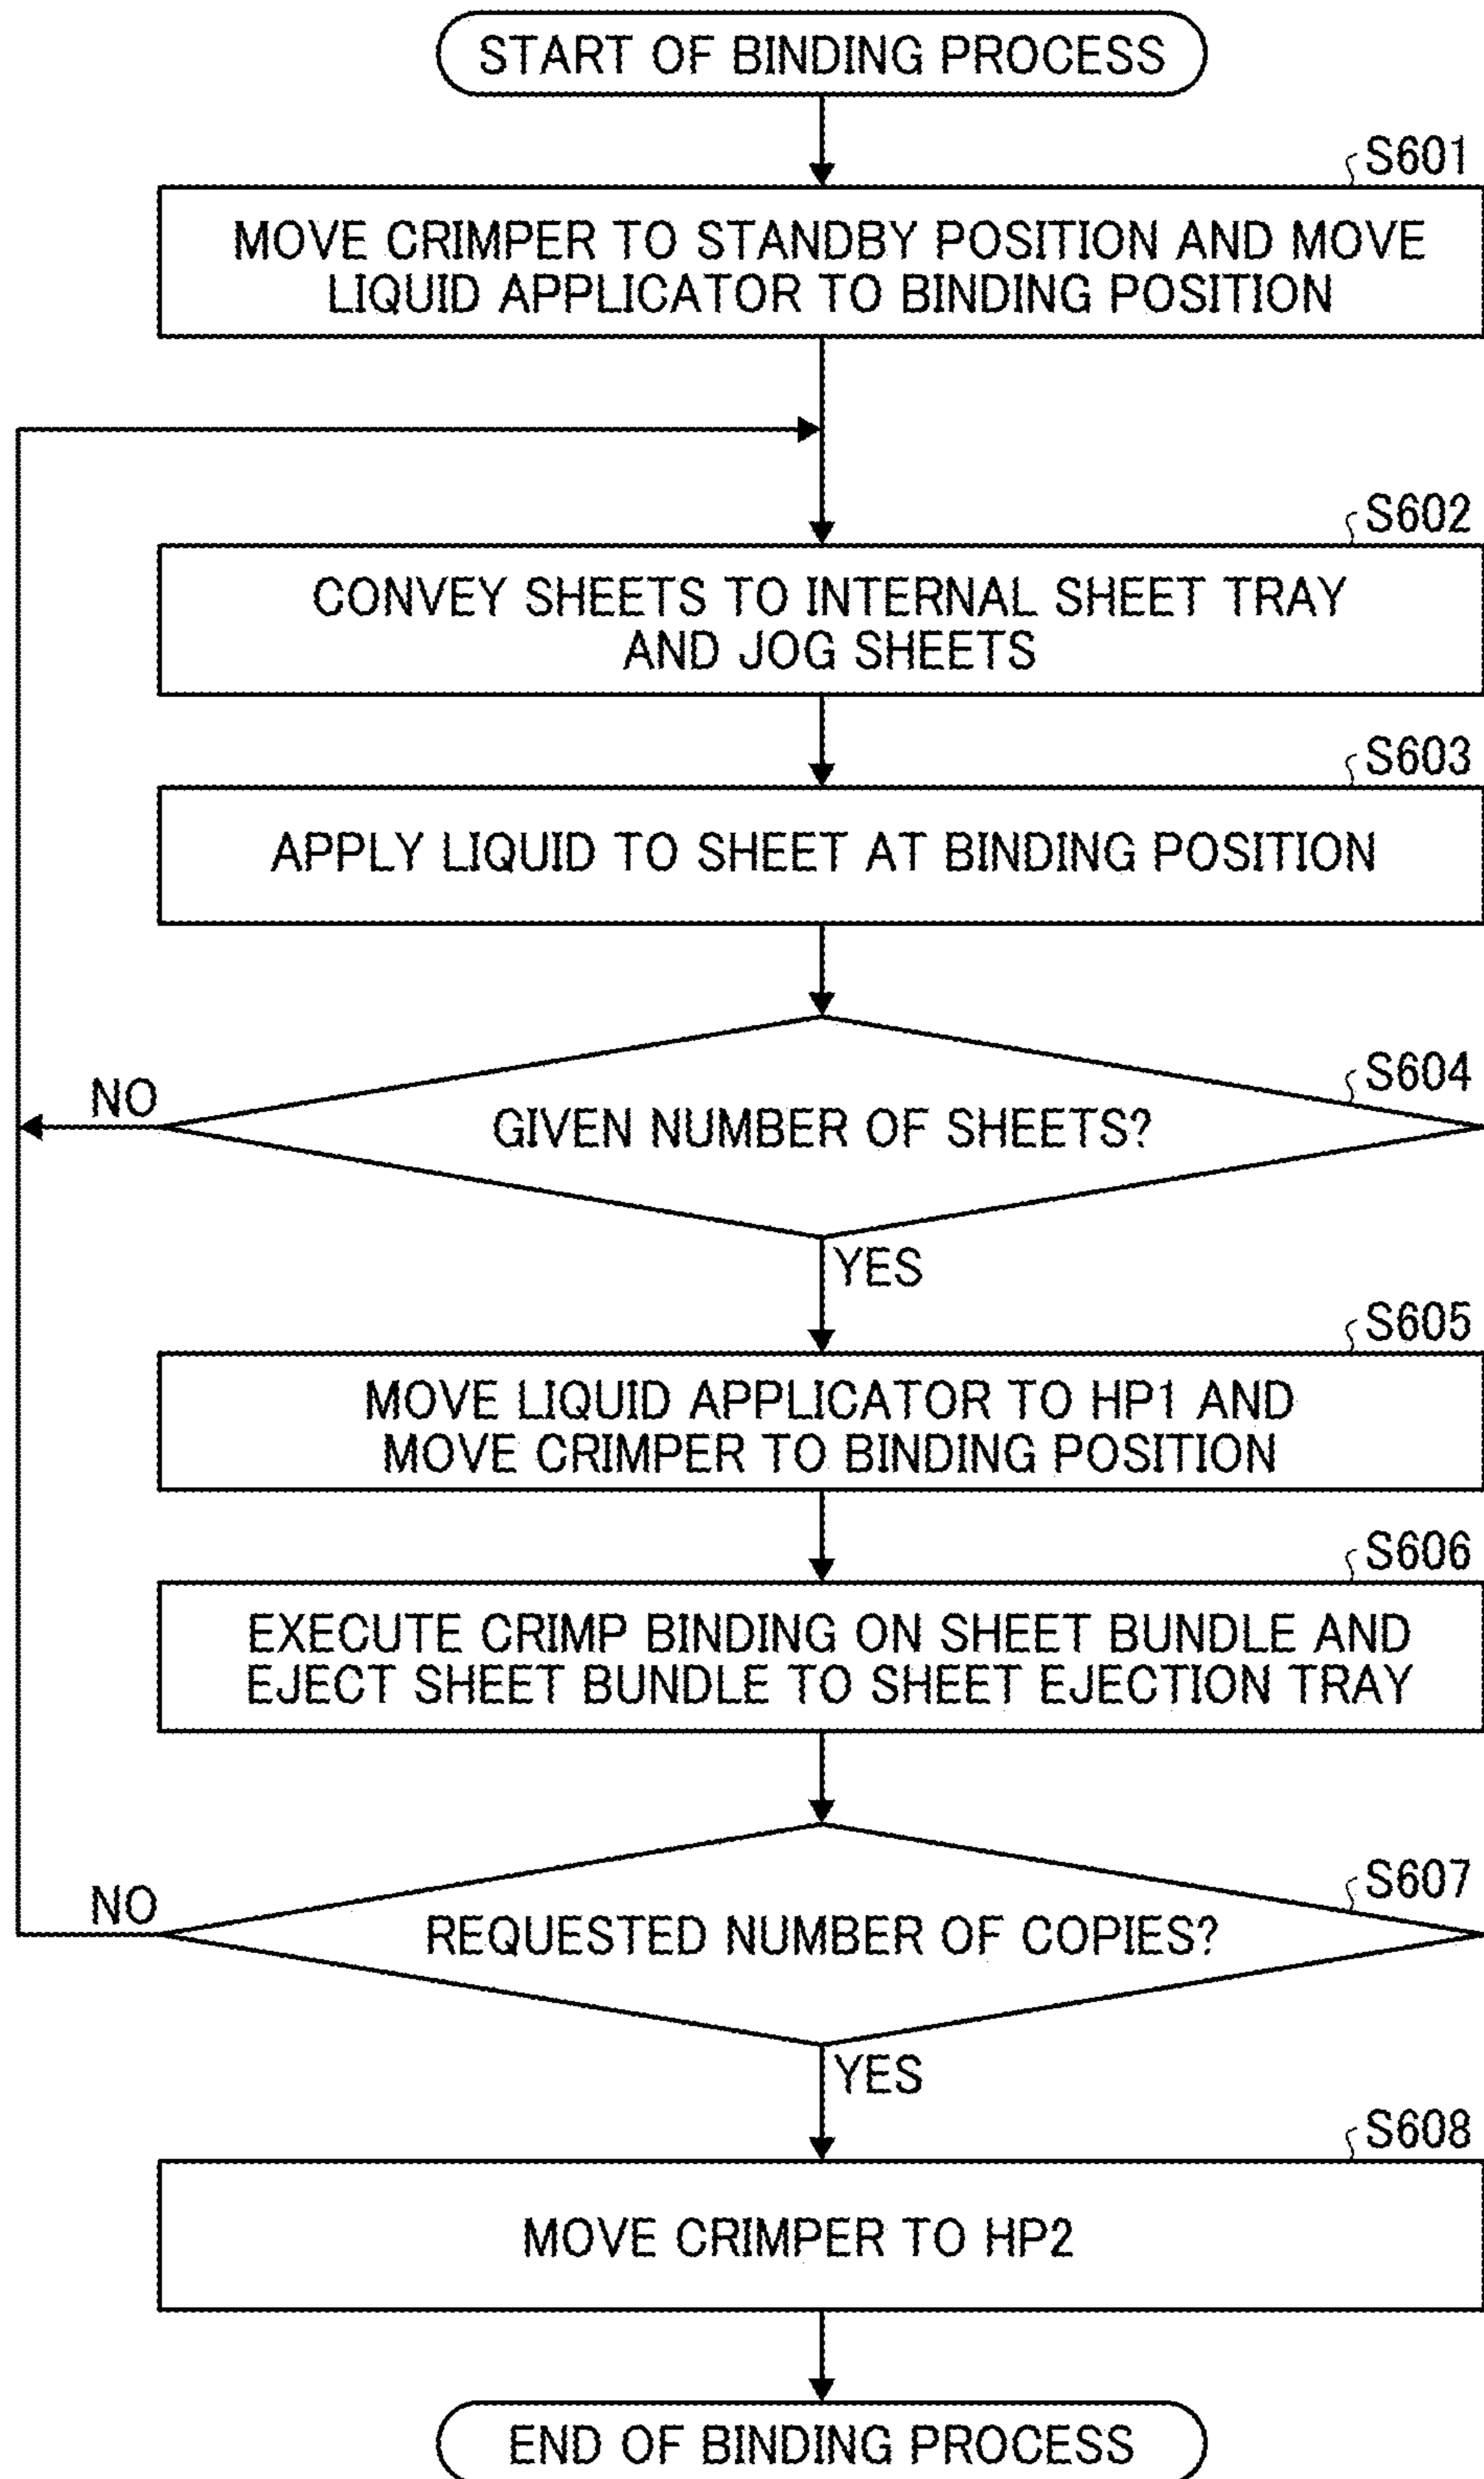 START OF BINDING PROCESS
S601
MOVE CRIMPER TO STANDBY POSITION AND MOVE
LIQUID APPLICATOR TO BINDING POSITION
S602
CONVEY SHEETS TO INTERNAL SHEET TRAY
AND JOG SHEETS
S603
APPLY LIQUID TO SHEET AT BINDING POSITION
S604
NO
GIVEN NUMBER OF SHEETS?
YES
S605
MOVE LIQUID APPLICATOR TO HP1 AND
MOVE CRIMPER TO BINDING POSITION
S606
EXECUTE CRIMP BINDING ON SHEET BUNDLE AND
EJECT SHEET BUNDLE TO SHEET EJECTION TRAY
S607
NO
REQUESTED NUMBER OF COPIES?
YES
S608
MOVE CRIMPER TO HP2
END OF BINDING PROCESS